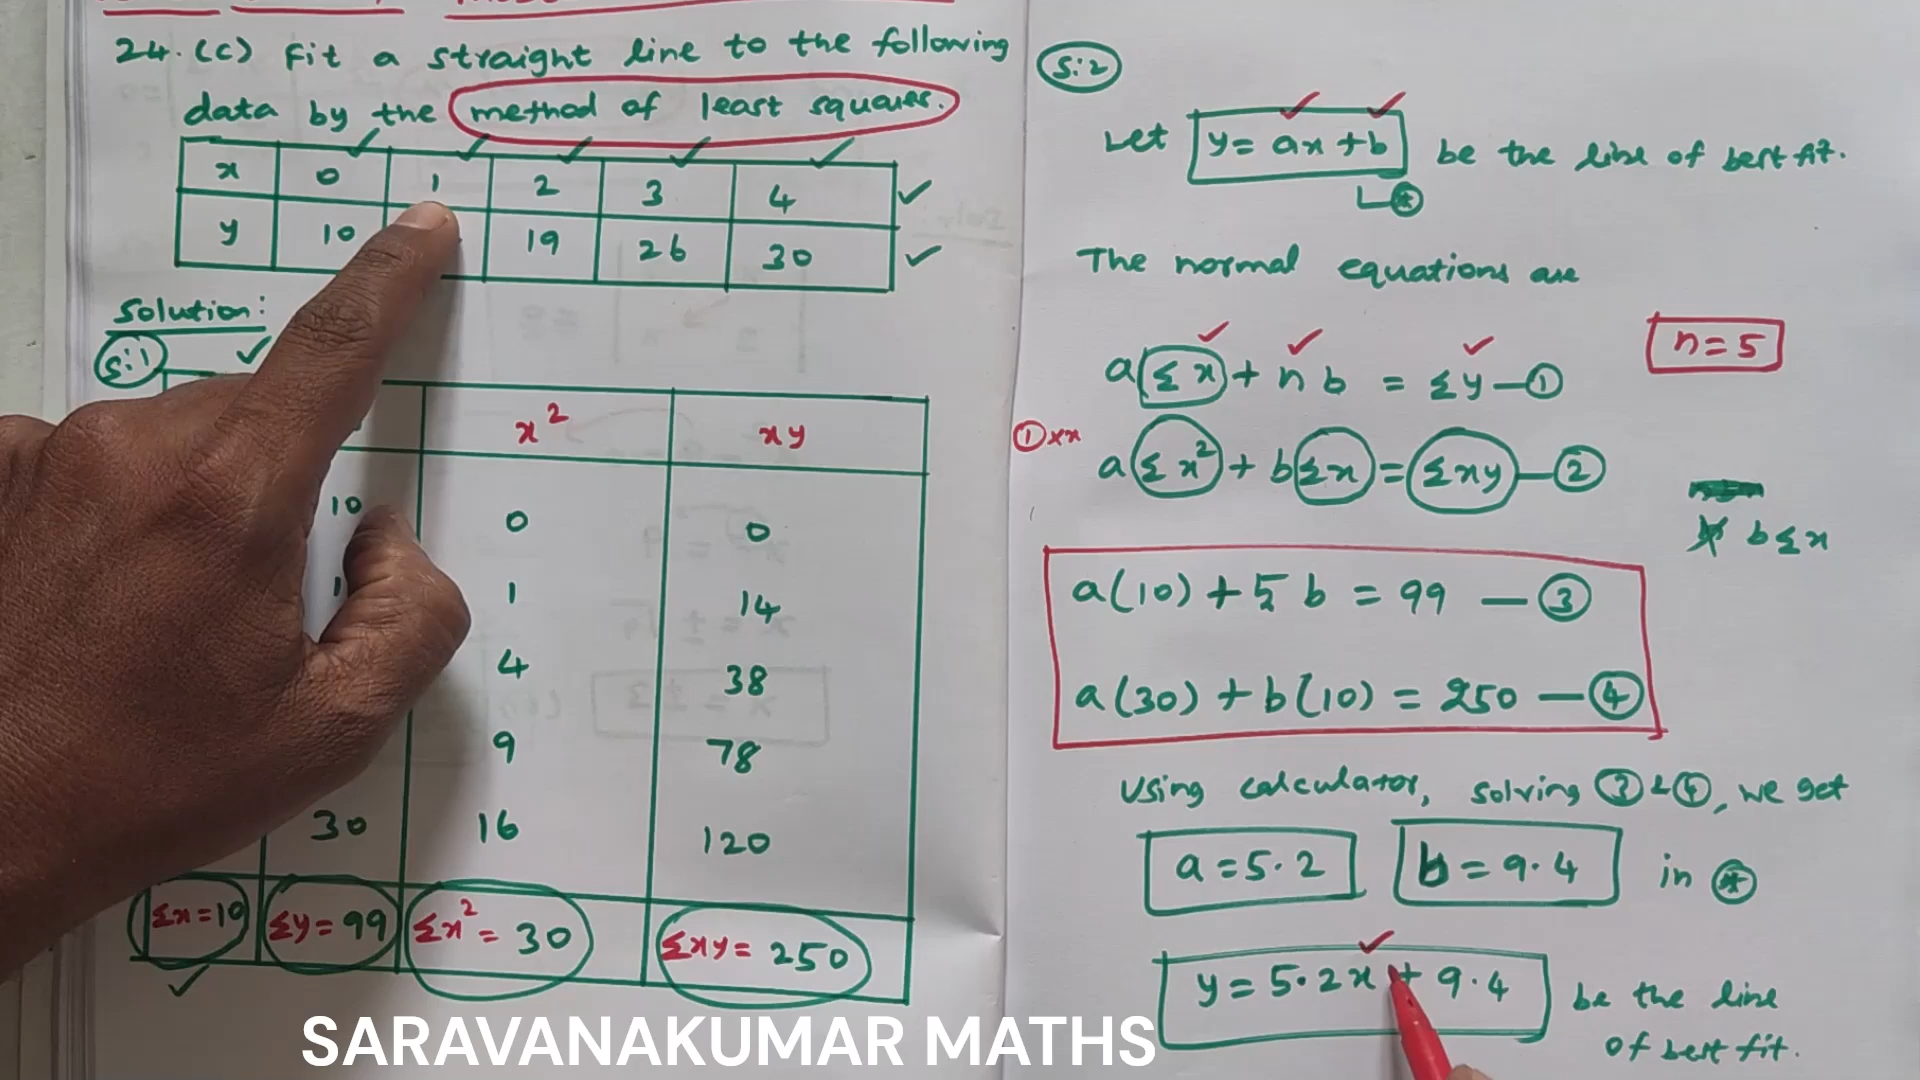 24.(c) Fit a straight line to the following
data by the method of least squares.
x 0 1 2 3 4
y 10 19 26 30
Solution:
S:1
x² xy
10 0 0
1 1 14
4 38
9 78
30 16 120
Σx=10 Σy=99 Σx²=30 Σxy=250
S:2
Let y=ax+b be the line of best fit.
*
The normal equations are
n=5
a Σx + n b = Σy — ①
①×x a Σx² + b Σx = Σxy — ②
bΣx
a(10) + 5 b = 99 — ③
a(30) + b(10) = 250 — ④
Using calculator, solving ③ & ④, we get
a=5.2 b=9.4 in *
y=5.2x+9.4 be the line
of best fit.
SARAVANAKUMAR MATHS